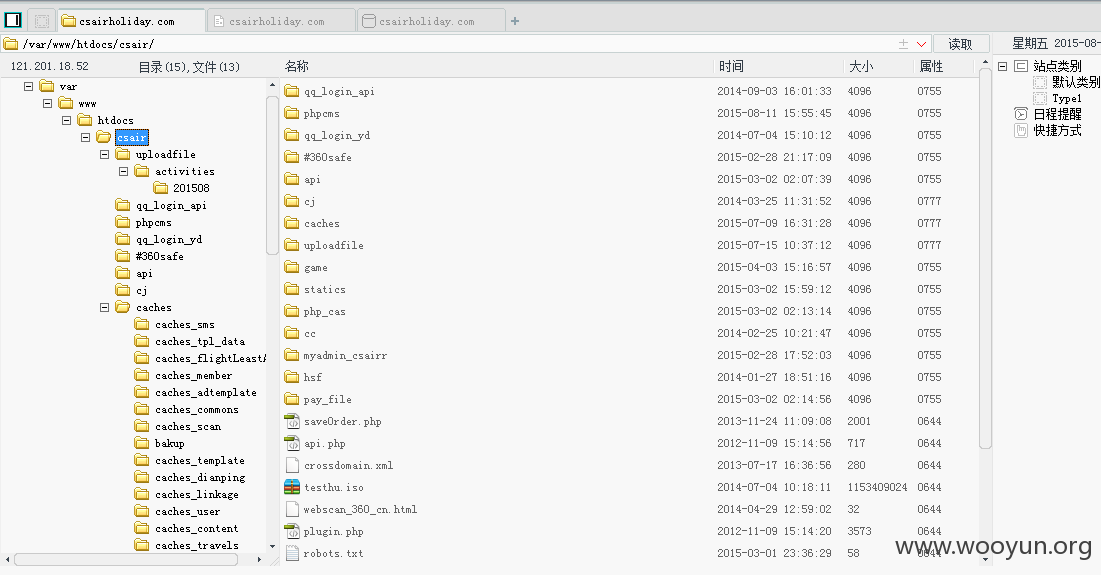 csairholiday.com
csairholiday.com
csairholiday.com
/var/www/htdocs/csair/
读取
星期五 2015-08-
121.201.18.52
目录(15),文件(13)
名称
时间
大小
属性
var
www
htdocs
csair
uploadfile
activities
201508
qq_login_api
phpcms
qq_login_yd
#360safe
api
cj
caches
caches_sms
caches_tpl_data
caches_flightLeastA
caches_member
caches_adtemplate
caches_commons
caches_scan
bakup
caches_template
caches_dianping
caches_linkage
caches_user
caches_content
caches_travels
qq_login_api 2014-09-03 16:01:33 4096 0755
phpcms 2015-08-11 15:55:45 4096 0755
qq_login_yd 2014-07-04 15:10:12 4096 0755
#360safe 2015-02-28 21:17:09 4096 0755
api 2015-03-02 02:07:39 4096 0755
cj 2014-03-25 11:31:52 4096 0777
caches 2015-07-09 16:31:28 4096 0777
uploadfile 2015-07-15 10:37:12 4096 0777
game 2015-04-03 15:16:57 4096 0755
statics 2015-03-02 15:59:12 4096 0755
php_cas 2015-03-02 02:13:14 4096 0755
cc 2014-02-25 10:21:47 4096 0755
myadmin_csairr 2015-02-28 17:52:03 4096 0755
hsf 2014-01-27 18:51:16 4096 0755
pay_file 2015-03-02 02:14:56 4096 0755
saveOrder.php 2013-11-24 11:09:08 2001 0644
api.php 2012-11-09 15:14:56 717 0644
crossdomain.xml 2013-07-17 16:36:56 280 0644
testhu.iso 2014-07-04 10:18:11 1153409024 0644
webscan_360_cn.html 2014-04-29 12:59:02 32 0644
plugin.php 2012-11-09 15:14:20 3573 0644
robots.txt 2015-03-01 23:36:29 58 0644
站点类别
默认类别
Type1
日程提醒
快捷方式
www.wooyun.org